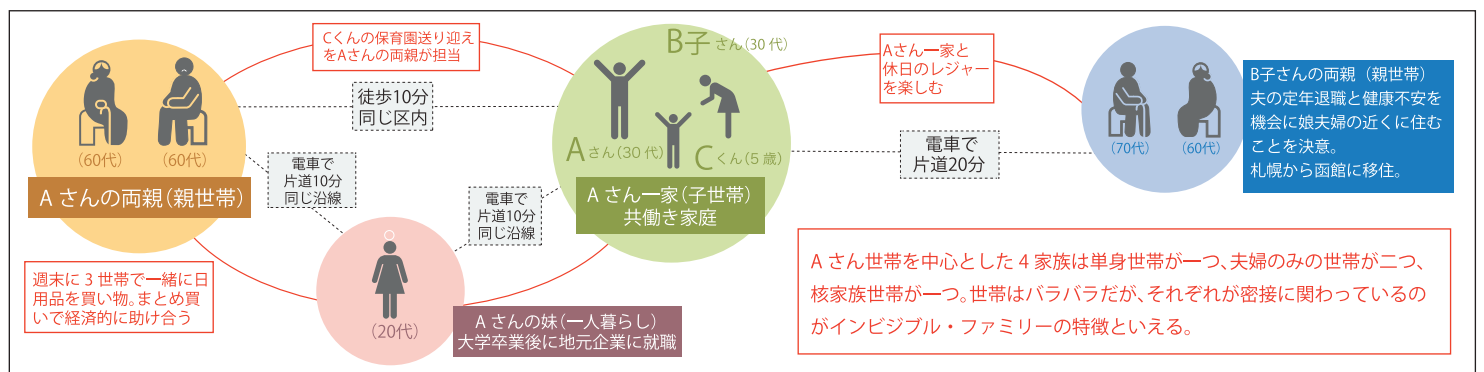 Cくんの保育園送り迎え
をAさんの両親が担当
徒歩10分
同じ区内
(60代)
(60代)
Aさんの両親(親世帯)
電車で
片道10分
同じ沿線
週末に3世帯で一緒に日
用品を買い物。まとめ買
いで経済的に助け合う
(20代)
Aさんの妹(一人暮らし)
大学卒業後に地元企業に就職
電車で
片道10分
同じ沿線
B子さん(30代)
Aさん(30代)
Cくん(5歳)
Aさん一家(子世帯)
共働き家庭
Aさん一家と
休日のレジャー
を楽しむ
電車で
片道20分
(70代)
(60代)
B子さんの両親(親世帯)
夫の定年退職と健康不安を
機会に娘夫婦の近くに住む
ことを決意。
札幌から函館に移住。
Aさん世帯を中心とした4家族は単身世帯が一つ、夫婦のみの世帯が二つ、
核家族世帯が一つ。世帯はバラバラだが、それぞれが密接に関わっているの
がインビジブル・ファミリーの特徴といえる。